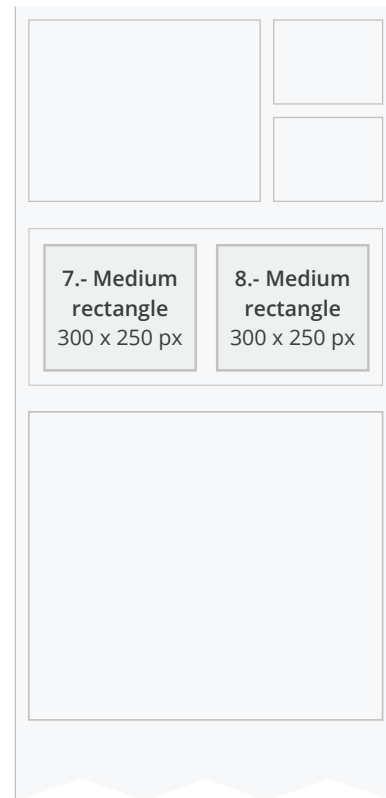 7.- Medium
rectangle
300 x 250 px
8.- Medium
rectangle
300 x 250 px